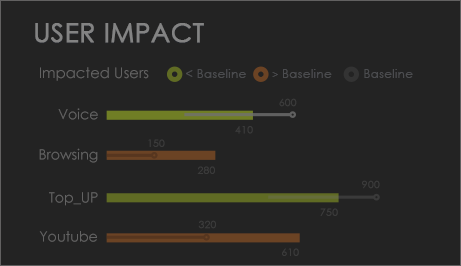 USER IMPACT
Impacted Users < Baseline > Baseline Baseline
600
Voice
410
150
Browsing
280
900
Top_UP
750
320
Youtube
610